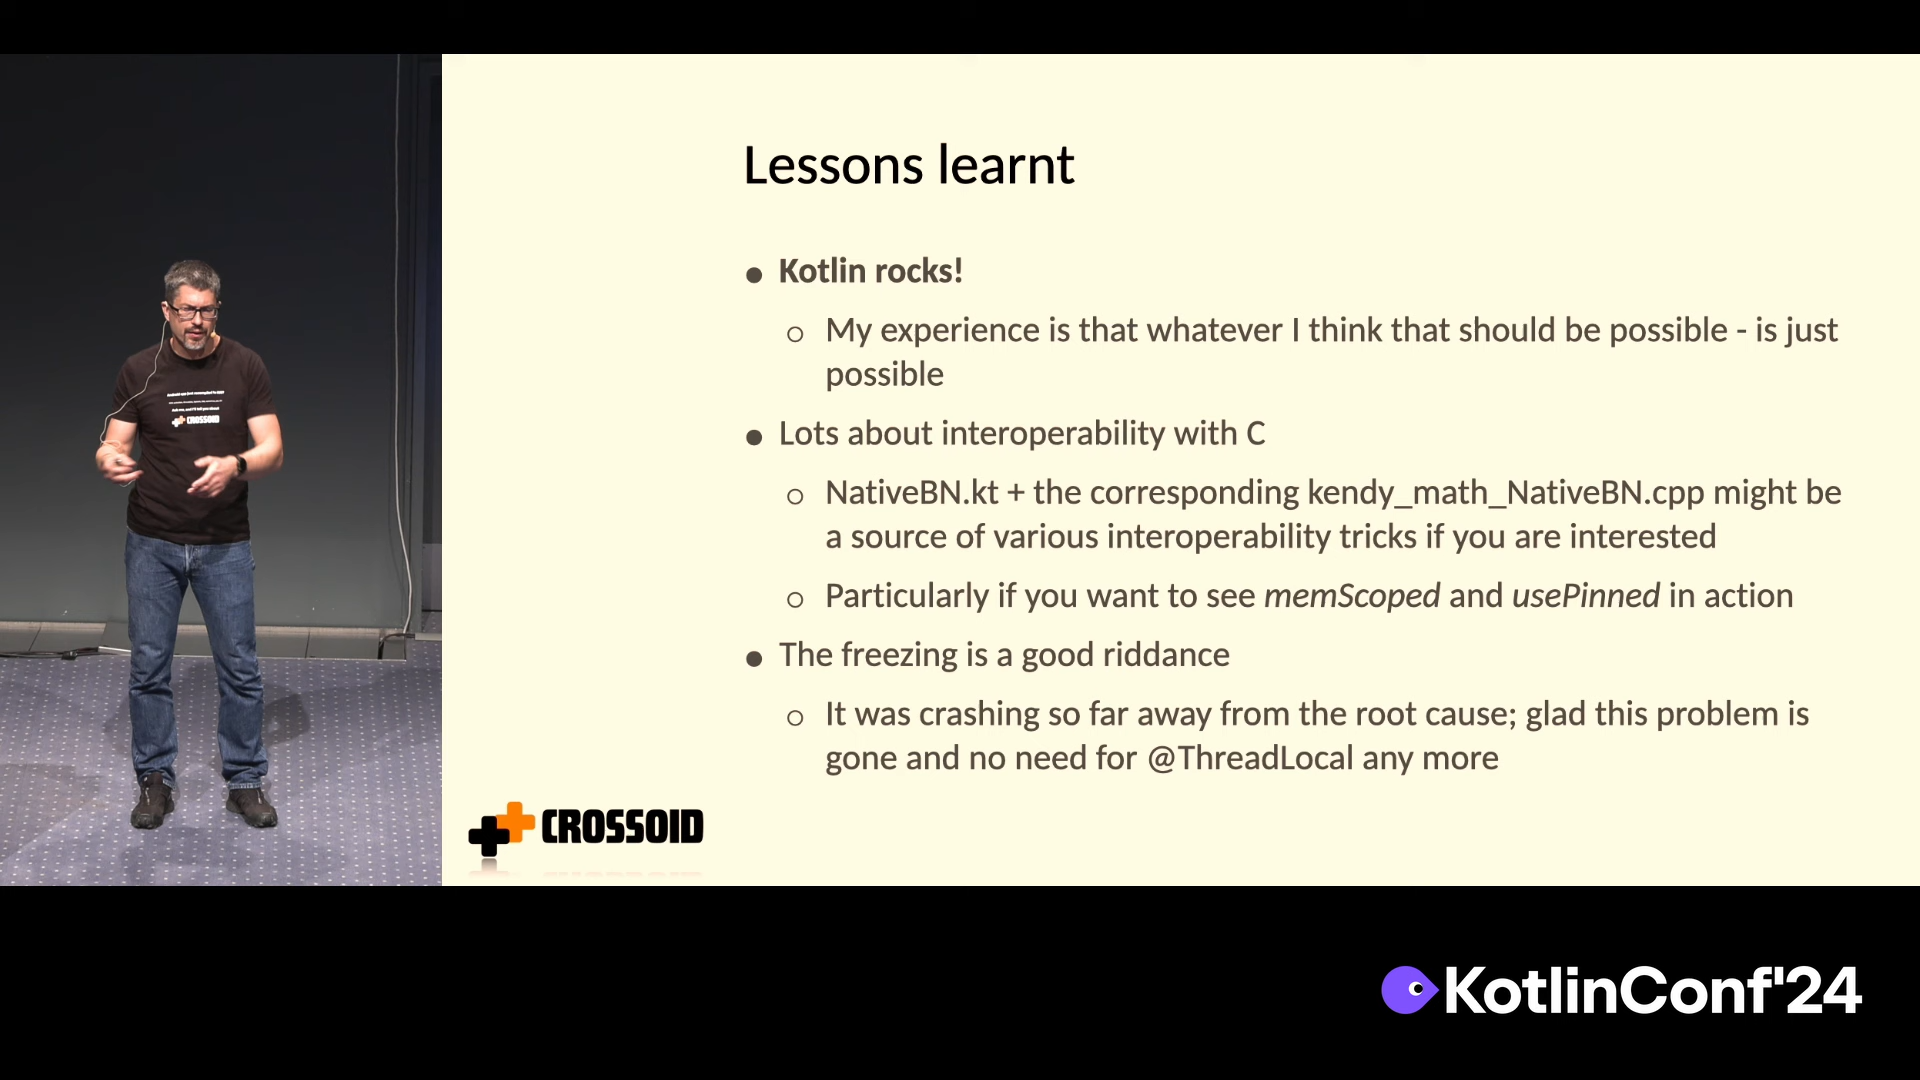 Lessons learnt
● Kotlin rocks!
○ My experience is that whatever I think that should be possible - is just
possible
● Lots about interoperability with C
○ NativeBN.kt + the corresponding kendy_math_NativeBN.cpp might be
a source of various interoperability tricks if you are interested
○ Particularly if you want to see memScoped and usePinned in action
● The freezing is a good riddance
○ It was crashing so far away from the root cause; glad this problem is
gone and no need for @ThreadLocal any more
CROSSOID
CROSSOID
KotlinConf'24